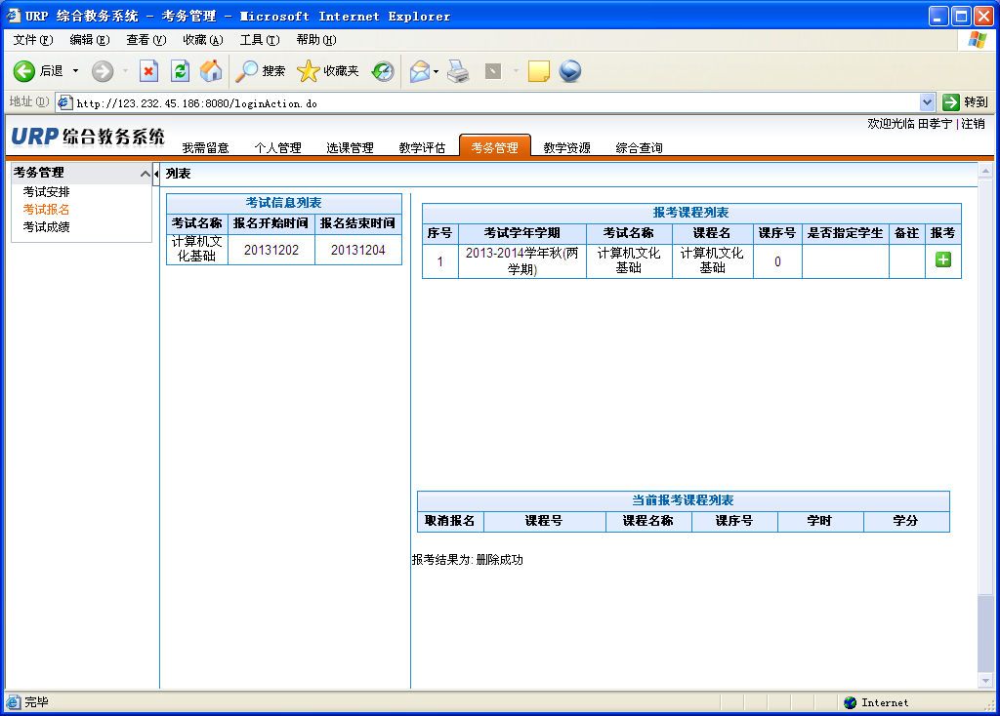 URP 综合教务系统 - 考务管理 - Microsoft Internet Explorer
文件(F) 编辑(E) 查看(V) 收藏(A) 工具(T) 帮助(H)
后退 搜索 收藏夹
地址(D) http://123.232.45.186:8080/loginAction.do 转到
欢迎光临 田孝宁 | 注销
URP 综合教务系统
我需留意 个人管理 选课管理 教学评估 考务管理 教学资源 综合查询
考务管理
考试安排
考试报名
考试成绩
列表
考试信息列表
考试名称 报名开始时间 报名结束时间
计算机文
化基础 20131202 20131204
报考课程列表
序号 考试学年学期 考试名称 课程名 课序号 是否指定学生 备注 报考
1 2013-2014学年秋(两 计算机文化 计算机文化 0
学期) 基础 基础
当前报考课程列表
取消报名 课程号 课程名称 课序号 学时 学分
报考结果为: 删除成功
完毕 Internet